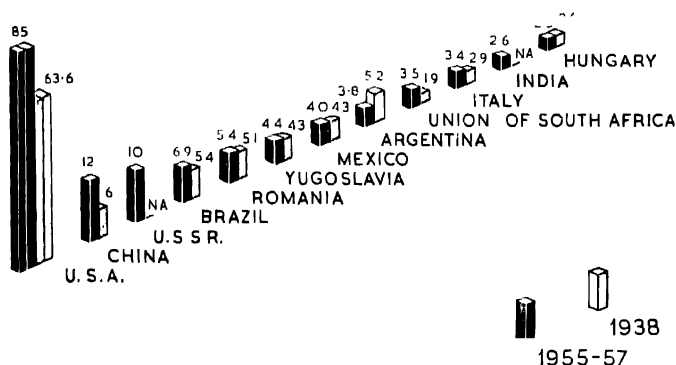 85
63·6
U.S.A.
12
6
CHINA
10
NA
U.S S R.
69
54
BRAZIL
54
51
ROMANIA
44
43
YUGOSLAVIA
40
43
MEXICO
3·8
52
ARGENTINA
35
19
UNION OF SOUTH AFRICA
34
29
ITALY
26
NA
INDIA
HUNGARY
1938
1955-57